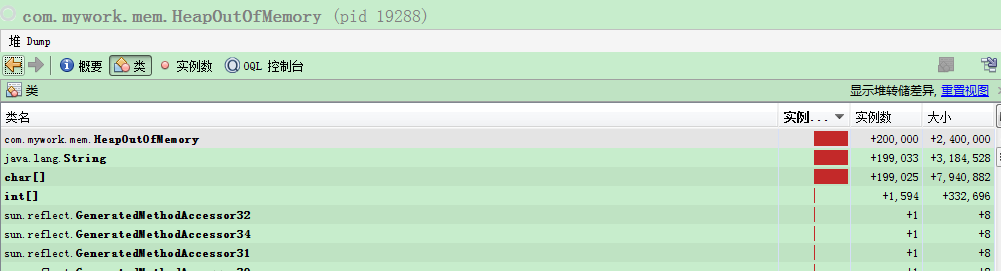 com.mywork.mem.HeapOutOfMemory (pid 19288)
堆 Dump
概要 类 实例数 OQL 控制台
类 显示堆转储差异, 重置视图
类名 实例... 实例数 大小
com.mywork.mem.HeapOutOfMemory +200,000 +2,400,000
java.lang.String +199,033 +3,184,528
char[] +199,025 +7,940,882
int[] +1,594 +332,696
sun.reflect.GeneratedMethodAccessor32 +1 +8
sun.reflect.GeneratedMethodAccessor34 +1 +8
sun.reflect.GeneratedMethodAccessor31 +1 +8